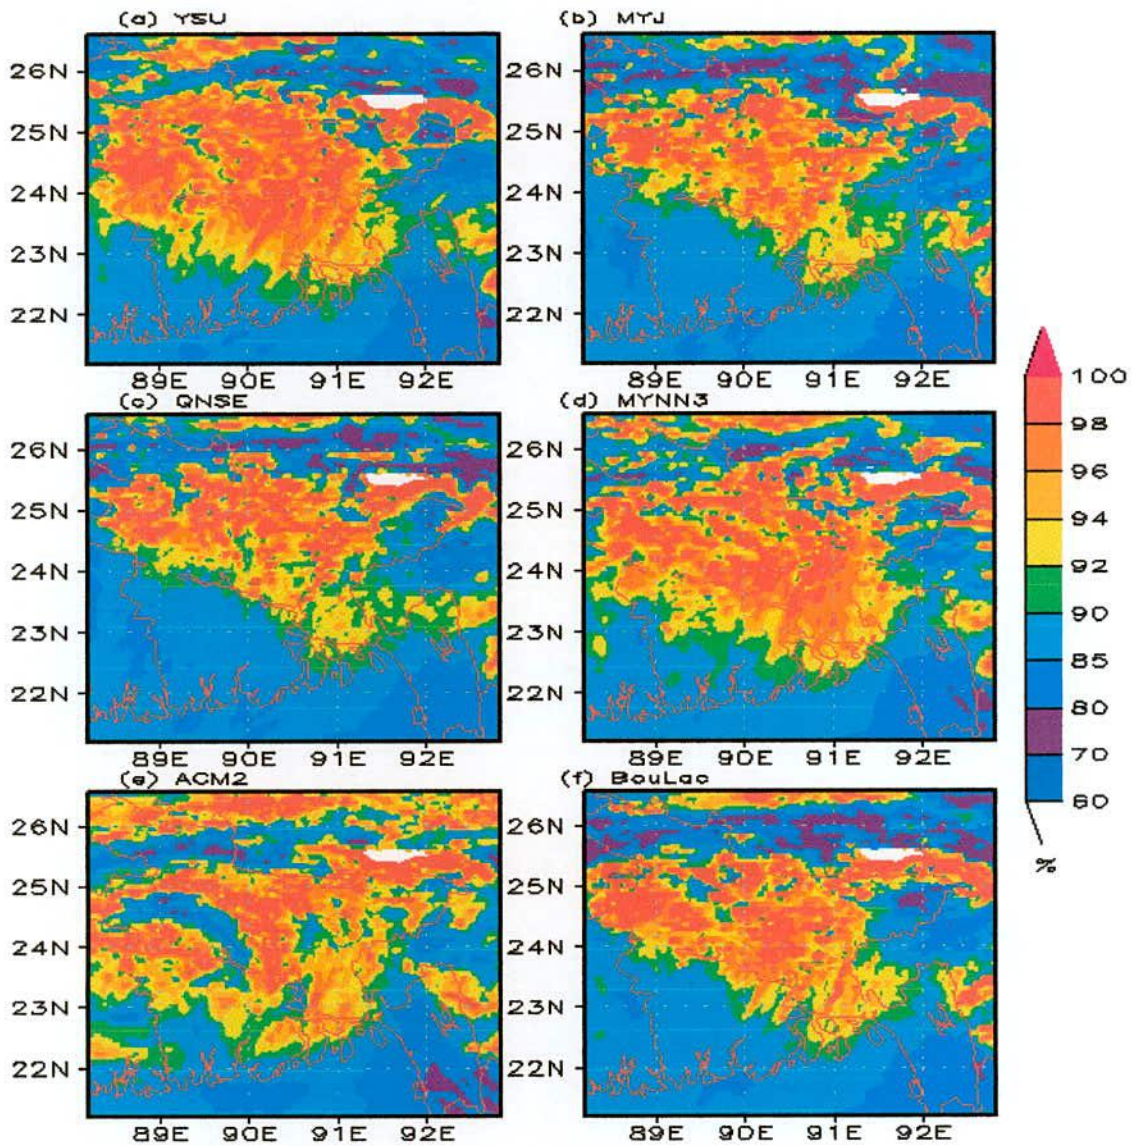 (a) YSU (b) MYJ
26N 26N
25N 25N
24N 24N
23N 23N
22N 22N
89E 90E 91E 92E 89E 90E 91E 92E
(c) QNSE (d) MYNN3
26N 26N
25N 25N
24N 24N
23N 23N
22N 22N
89E 90E 91E 92E 89E 90E 91E 92E
(e) ACM2 (f) BouLac
26N 26N
25N 25N
24N 24N
23N 23N
22N 22N
89E 90E 91E 92E 89E 90E 91E 92E
100
98
96
94
92
90
85
80
70
60
%